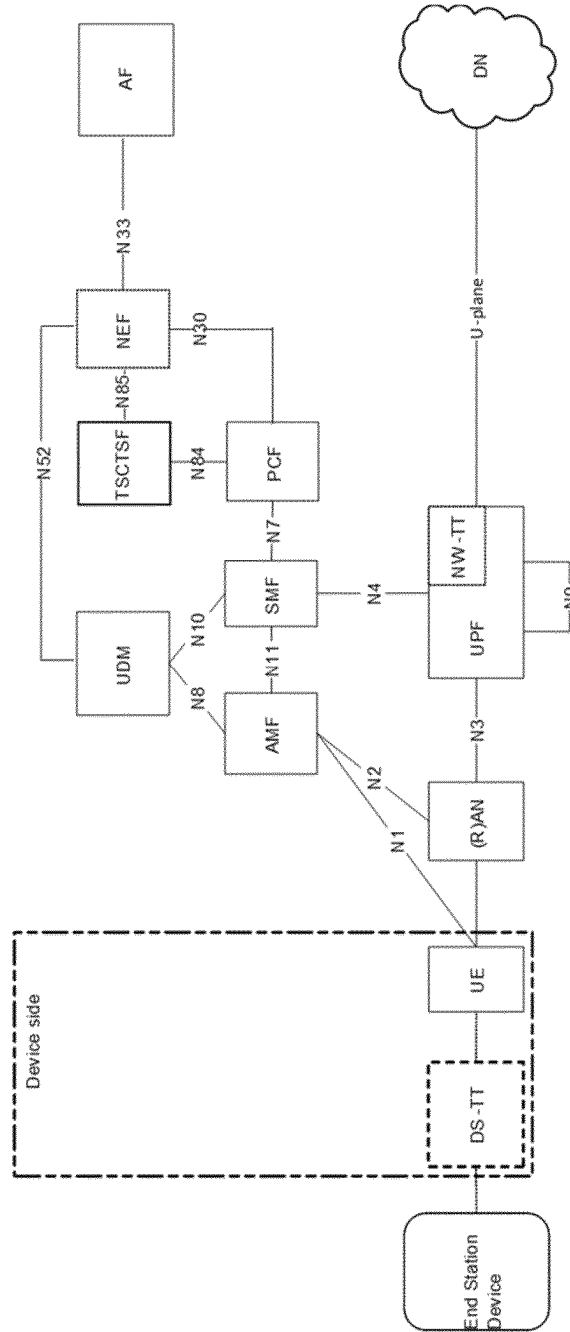 Device side
End Station
Device
DS -TT
UE
(R)AN
N1
N2
N3
AMF
N8
N11
UDM
N10
SMF
N4
UPF
NW -TT
N9
N7
PCF
N84
TSCTSF
N52
N85
NEF
N30
N33
AF
U-plane
DN